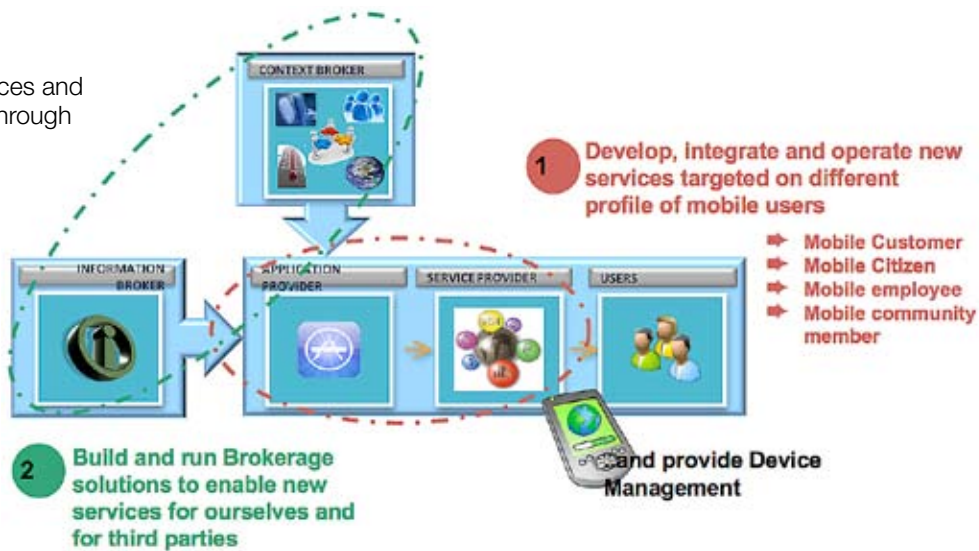 ces and
hrough
CONTEXT BROKER
1
Develop, integrate and operate new
services targeted on different
profile of mobile users
Mobile Customer
Mobile Citizen
Mobile employee
Mobile community
member
INFORMATION
BROKER
APPLICATION
PROVIDER
SERVICE PROVIDER
USERS
and provide Device
Management
2
Build and run Brokerage
solutions to enable new
services for ourselves and
for third parties